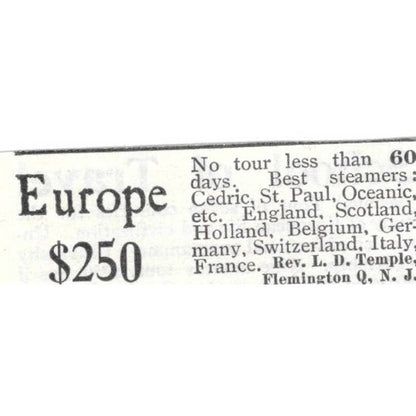 Europe
$250
No tour less than 60
days. Best steamers:
Cedric, St. Paul, Oceanic,
etc. England, Scotland,
Holland, Belgium, Ger-
many, Switzerland, Italy,
France. Rev. L. D. Temple,
Flemington Q, N. J.